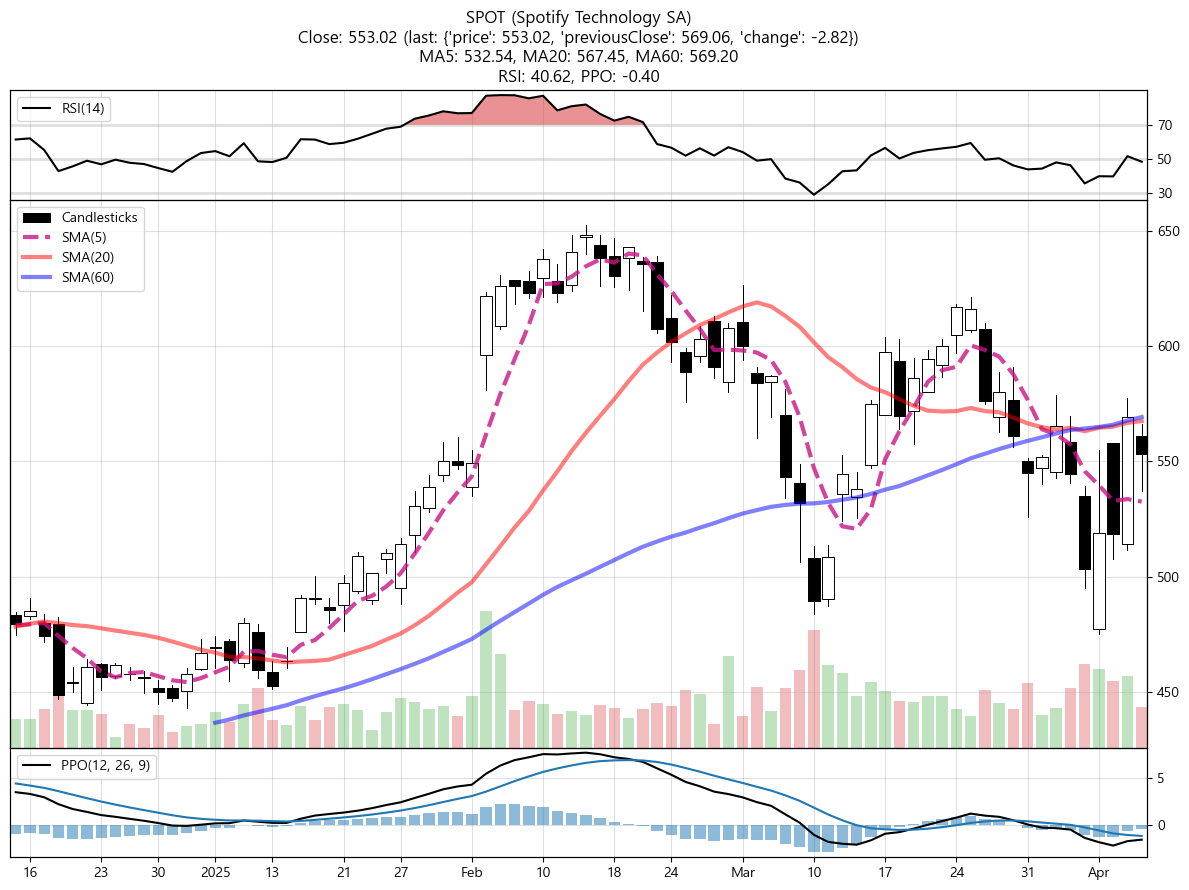 SPOT (Spotify Technology SA)
Close: 553.02 (last: {'price': 553.02, 'previousClose': 569.06, 'change': -2.82})
MA5: 532.54, MA20: 567.45, MA60: 569.20
RSI: 40.62, PPO: -0.40
RSI(14)
70
50
30
Candlesticks
SMA(5)
SMA(20)
SMA(60)
650
600
550
500
450
PPO(12, 26, 9)
5
0
16 23 30 2025 13 21 27 Feb 10 18 24 Mar 10 17 24 31 Apr